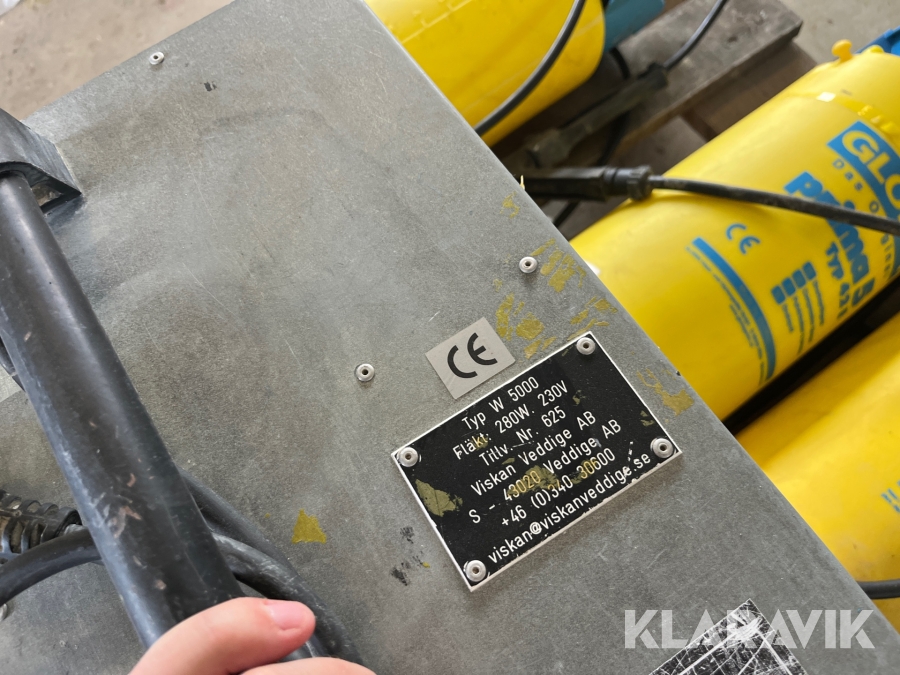 CE
Typ W 5000
Fläkt: 280W. 230V
Tillv. Nr. 625
Viskan Veddige AB
S - 43020 Veddige AB
+46 (0)340 30600
viskan@viskanveddige.se
CE
Typ
KLARAVIK